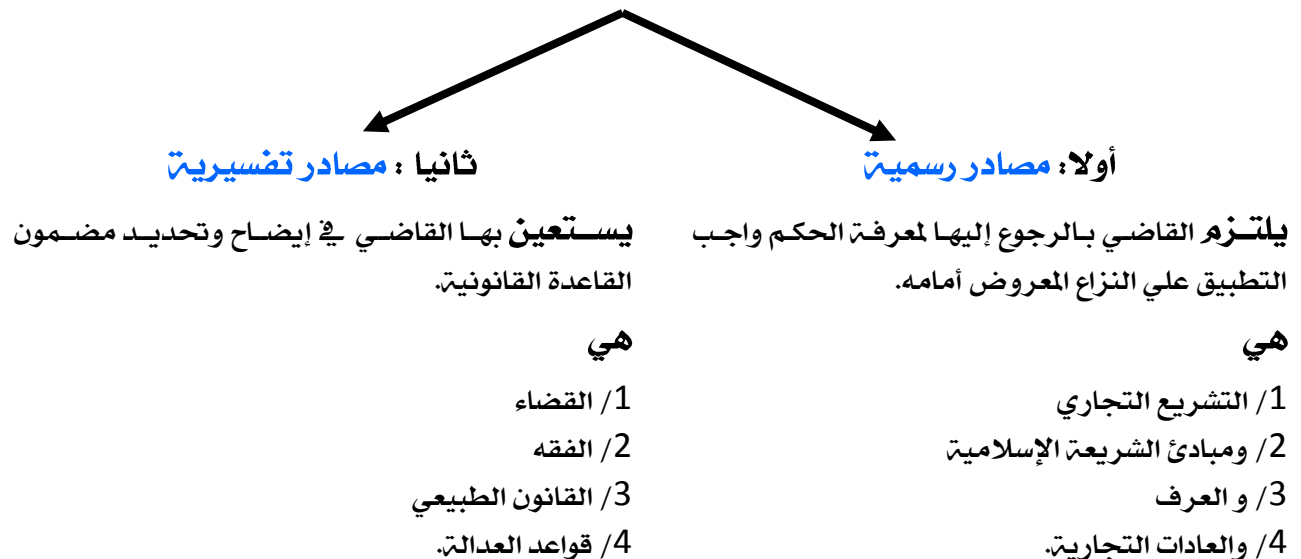 أولا: مصادر رسمية
يلتزم القاضي بالرجوع إليها لمعرفة الحكم واجب
التطبيق علي النزاع المعروض أمامه.
هي
1/ التشريع التجاري
2/ ومبادئ الشريعة الإسلامية
3/ و العرف
4/ والعادات التجارية.
ثانيا : مصادر تفسيرية
يستعين بها القاضي في إيضاح وتحديد مضمون
القاعدة القانونية.
هي
1/ القضاء
2/ الفقه
3/ القانون الطبيعي
4/ قواعد العدالة.